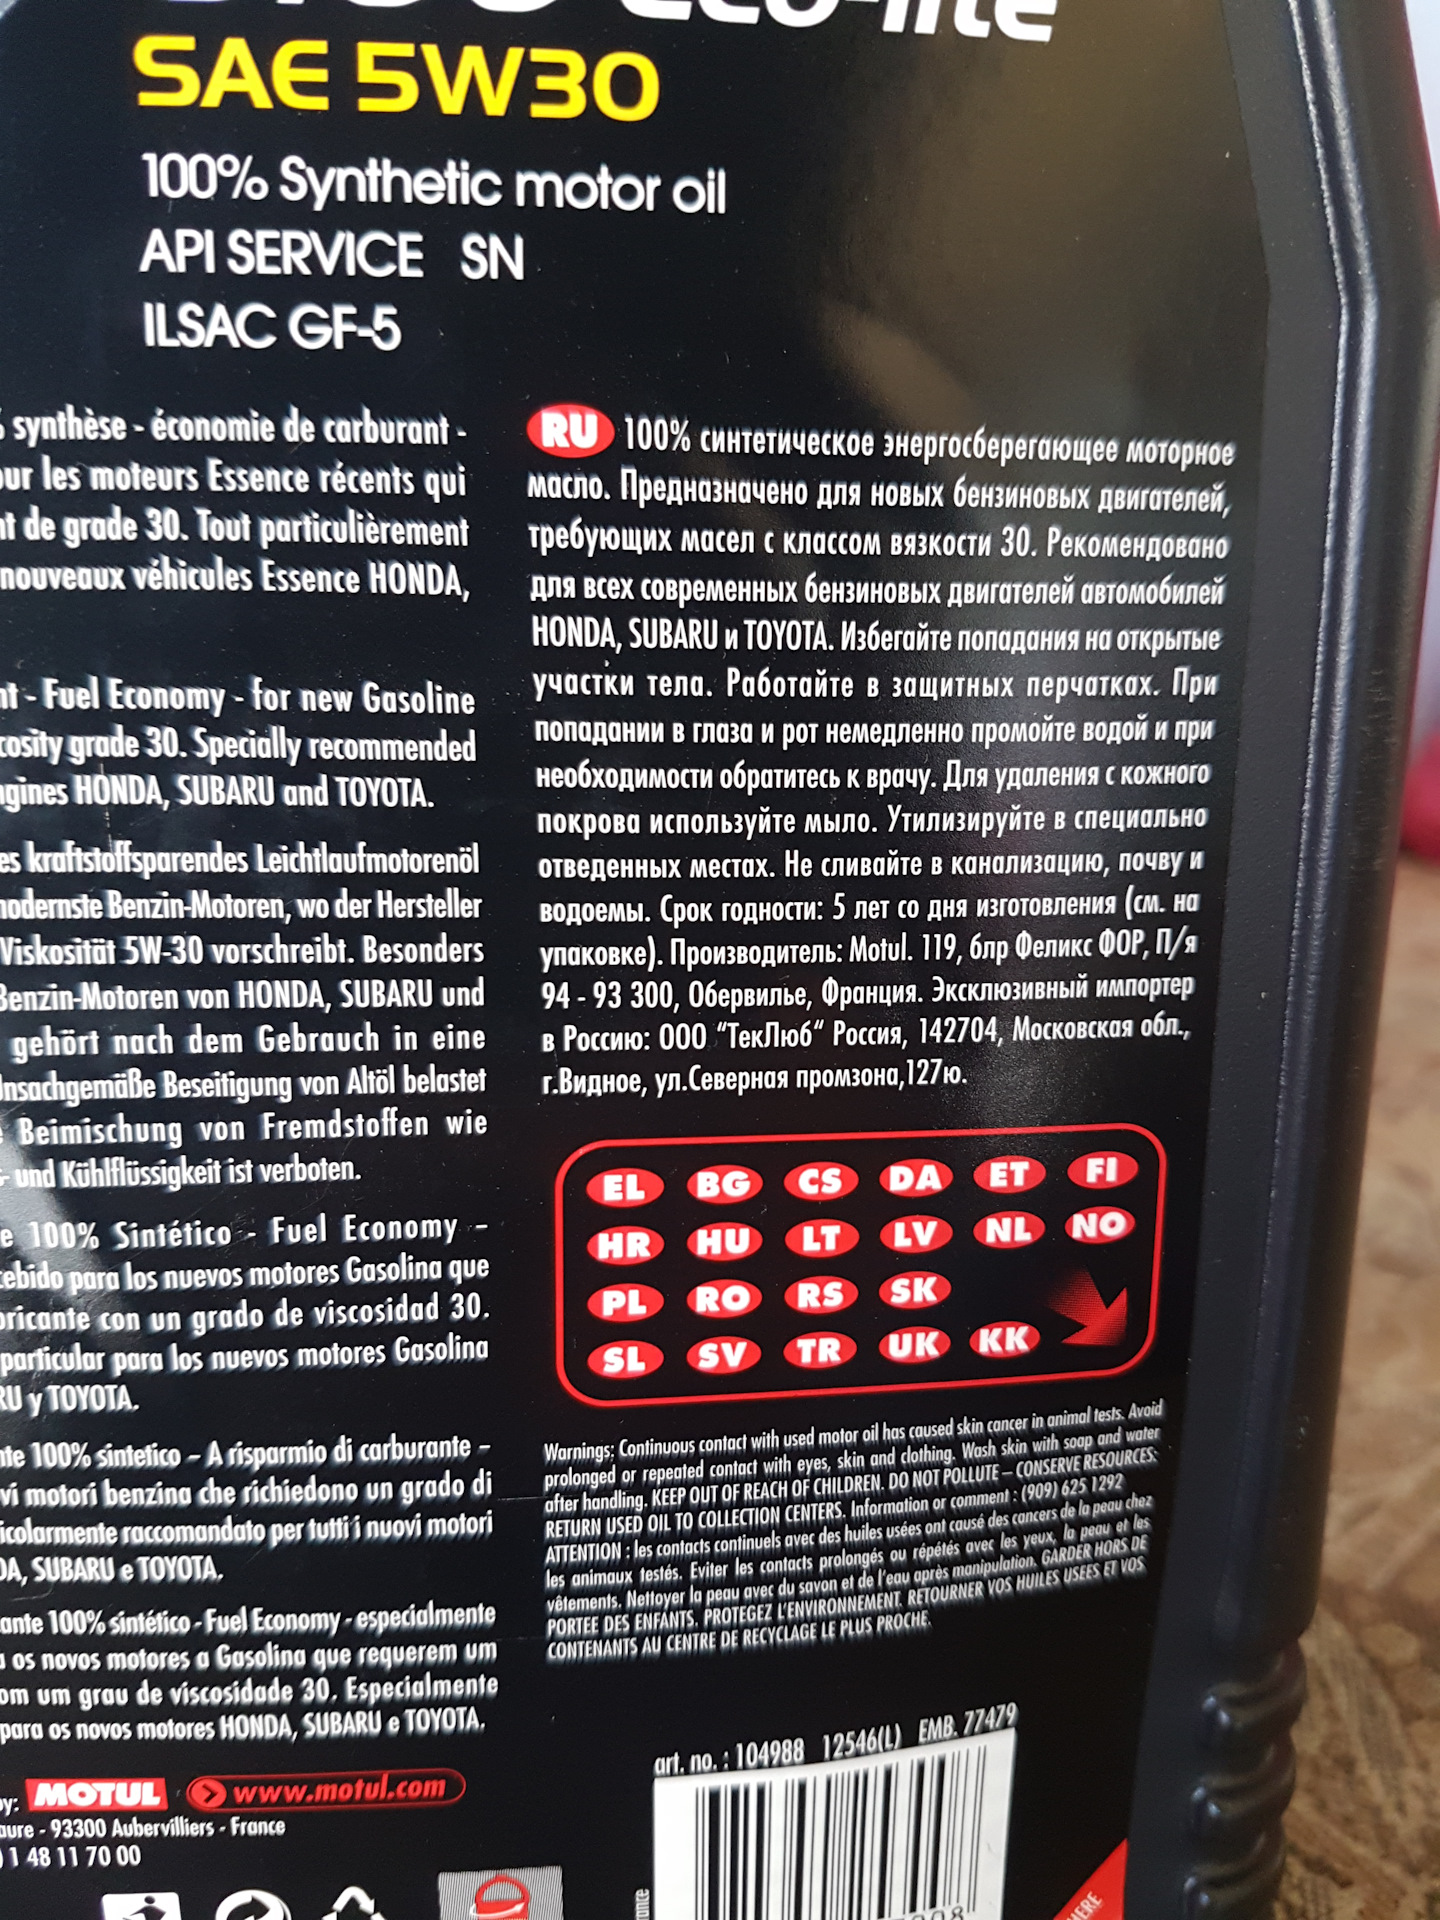 eco-lite
SAE 5W30
100% Synthetic motor oil
API SERVICE SN
ILSAC GF-5
synthèse - économie de carburant -
les moteurs Essence récents qui
de grade 30. Tout particulièrement
nouveaux véhicules Essence HONDA,
- Fuel Economy - for new Gasoline
grade 30. Specially recommended
HONDA, SUBARU and TOYOTA.
kraftstoffsparendes Leichtlaufmotorenöl
Benzin-Motoren, wo der Hersteller
Viskosität 5W-30 vorschreibt. Besonders
Benzin-Motoren von HONDA, SUBARU und
gehört nach dem Gebrauch in eine
Unsachgemäße Beseitigung von Altöl belastet
Beimischung von Fremdstoffen wie
- und Kühlflüssigkeit ist verboten.
100% Sintético - Fuel Economy –
para los nuevos motores Gasolina que
con un grado de viscosidad 30.
particular para los nuevos motores Gasolina
y TOYOTA.
100% sintetico – A risparmio di carburante –
motori benzina che richiedono un grado di
raccomandato per tutti i nuovi motori
SUBARU e TOYOTA.
100% sintético - Fuel Economy - especialmente
os novos motores a Gasolina que requerem um
um grau de viscosidade 30. Especialmente
para os novos motores HONDA, SUBARU e TOYOTA.
MOTUL www.motul.com
- 93300 Aubervilliers - France
1 48 11 70 00
RU 100% синтетическое энергосберегающее моторное
масло. Предназначено для новых бензиновых двигателей,
требующих масел с классом вязкости 30. Рекомендовано
для всех современных бензиновых двигателей автомобилей
HONDA, SUBARU и TOYOTA. Избегайте попадания на открытые
участки тела. Работайте в защитных перчатках. При
попадании в глаза и рот немедленно промойте водой и при
необходимости обратитесь к врачу. Для удаления с кожного
покрова используйте мыло. Утилизируйте в специально
отведенных местах. Не сливайте в канализацию, почву и
водоемы. Срок годности: 5 лет со дня изготовления (см. на
упаковке). Производитель: Motul. 119, блр Феликс ФОР, П/я
94 - 93 300, Обервилье, Франция. Эксклюзивный импортер
в Россию: ООО “ТекЛюб“ Россия, 142704, Московская обл.,
г.Видное, ул.Северная промзона,127ю.
EL BG CS DA ET FI
HR HU LT LV NL NO
PL RO RS SK
SL SV TR UK KK
Warnings: Continuous contact with used motor oil has caused skin cancer in animal tests. Avoid
prolonged or repeated contact with eyes, skin and clothing. Wash skin with soap and water
after handling. KEEP OUT OF REACH OF CHILDREN. DO NOT POLLUTE – CONSERVE RESOURCES:
RETURN USED OIL TO COLLECTION CENTERS. Information or comment : (909) 625 1292
ATTENTION : les contacts continuels avec des huiles usées ont causé des cancers de la peau chez
les animaux testés. Eviter les contacts prolongés ou répétés avec les yeux, la peau et les
vêtements. Nettoyer la peau avec du savon et de l'eau après manipulation. GARDER HORS DE
PORTEE DES ENFANTS. PROTEGEZ L'ENVIRONNEMENT. RETOURNER VOS HUILES USEES ET VOS
CONTENANTS AU CENTRE DE RECYCLAGE LE PLUS PROCHE.
art. no. : 104988 12546(L) EMB. 77479